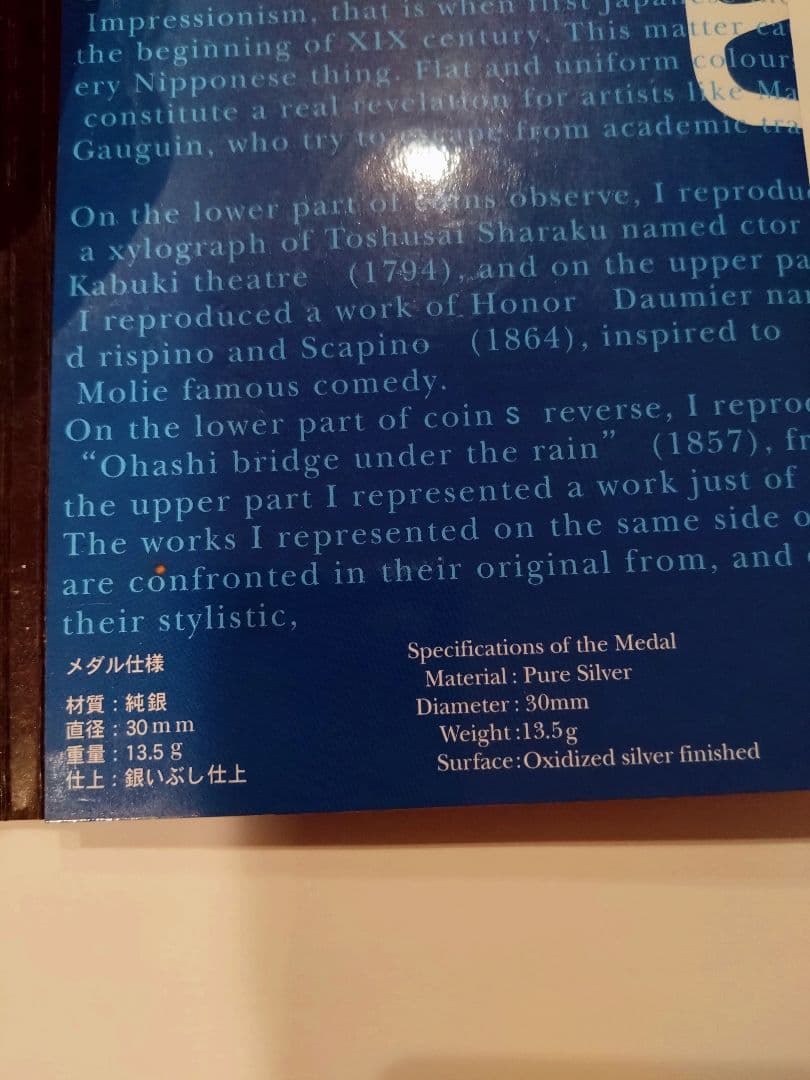 Impressionism, that is when first
the beginning of XIX century. This matter
ery Nipponese thing. Flat and uniform colour
constitute a real revelation for artists like Ma
Gauguin, who try to escape from academic tra
On the lower part of coins observe, I reprodu
a xylograph of Toshusai Sharaku named ctor
Kabuki theatre (1794), and on the upper pa
I reproduced a work of Honor Daumier na
d rispino and Scapino (1864), inspired to
Molie famous comedy.
On the lower part of coin s reverse, I repro
“Ohashi bridge under the rain” (1857), fr
the upper part I represented a work just of
The works I represented on the same side o
are confronted in their original from, and
their stylistic,
メダル仕様
材質：純銀
直径：30mm
重量：13.5g
仕上：銀いぶし仕上
Specifications of the Medal
Material : Pure Silver
Diameter : 30mm
Weight :13.5g
Surface:Oxidized silver finished